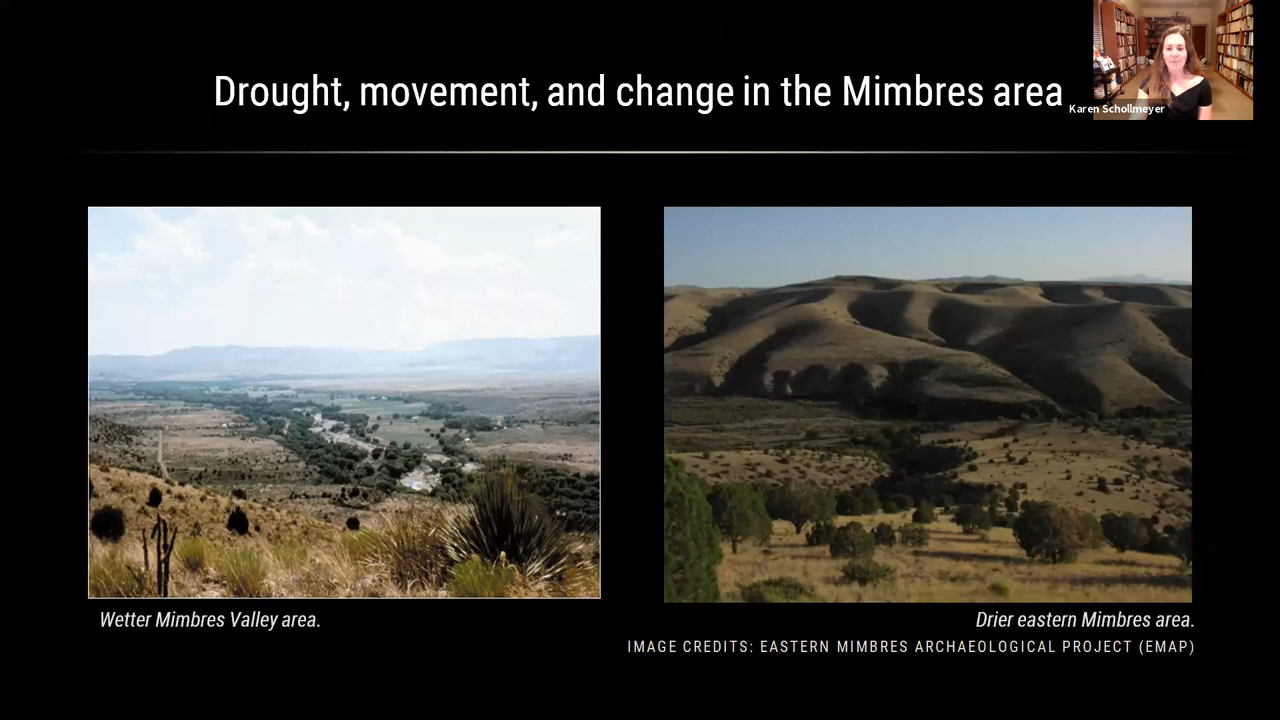 Drought, movement, and change in the Mimbres area
Karen Schollmeyer
Wetter Mimbres Valley area.
Drier eastern Mimbres area.
IMAGE CREDITS: EASTERN MIMBRES ARCHAEOLOGICAL PROJECT (EMAP)